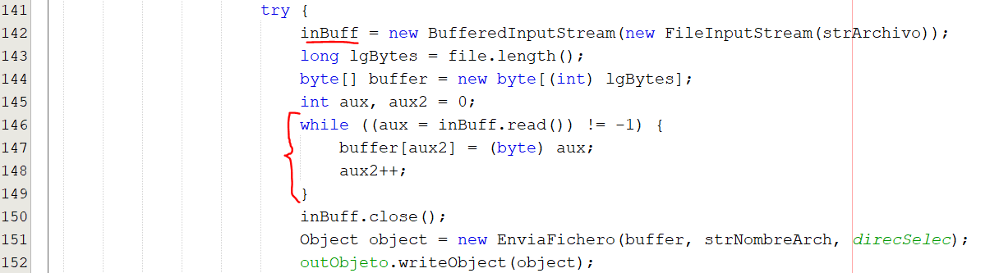 141 try {
142 inBuff = new BufferedInputStream(new FileInputStream(strArchivo));
143 long lgBytes = file.length();
144 byte[] buffer = new byte[(int) lgBytes];
145 int aux, aux2 = 0;
146 while ((aux = inBuff.read()) != -1) {
147 buffer[aux2] = (byte) aux;
148 aux2++;
149 }
150 inBuff.close();
151 Object object = new EnviaFichero(buffer, strNombreArch, direcSelec);
152 outObjeto.writeObject(object);